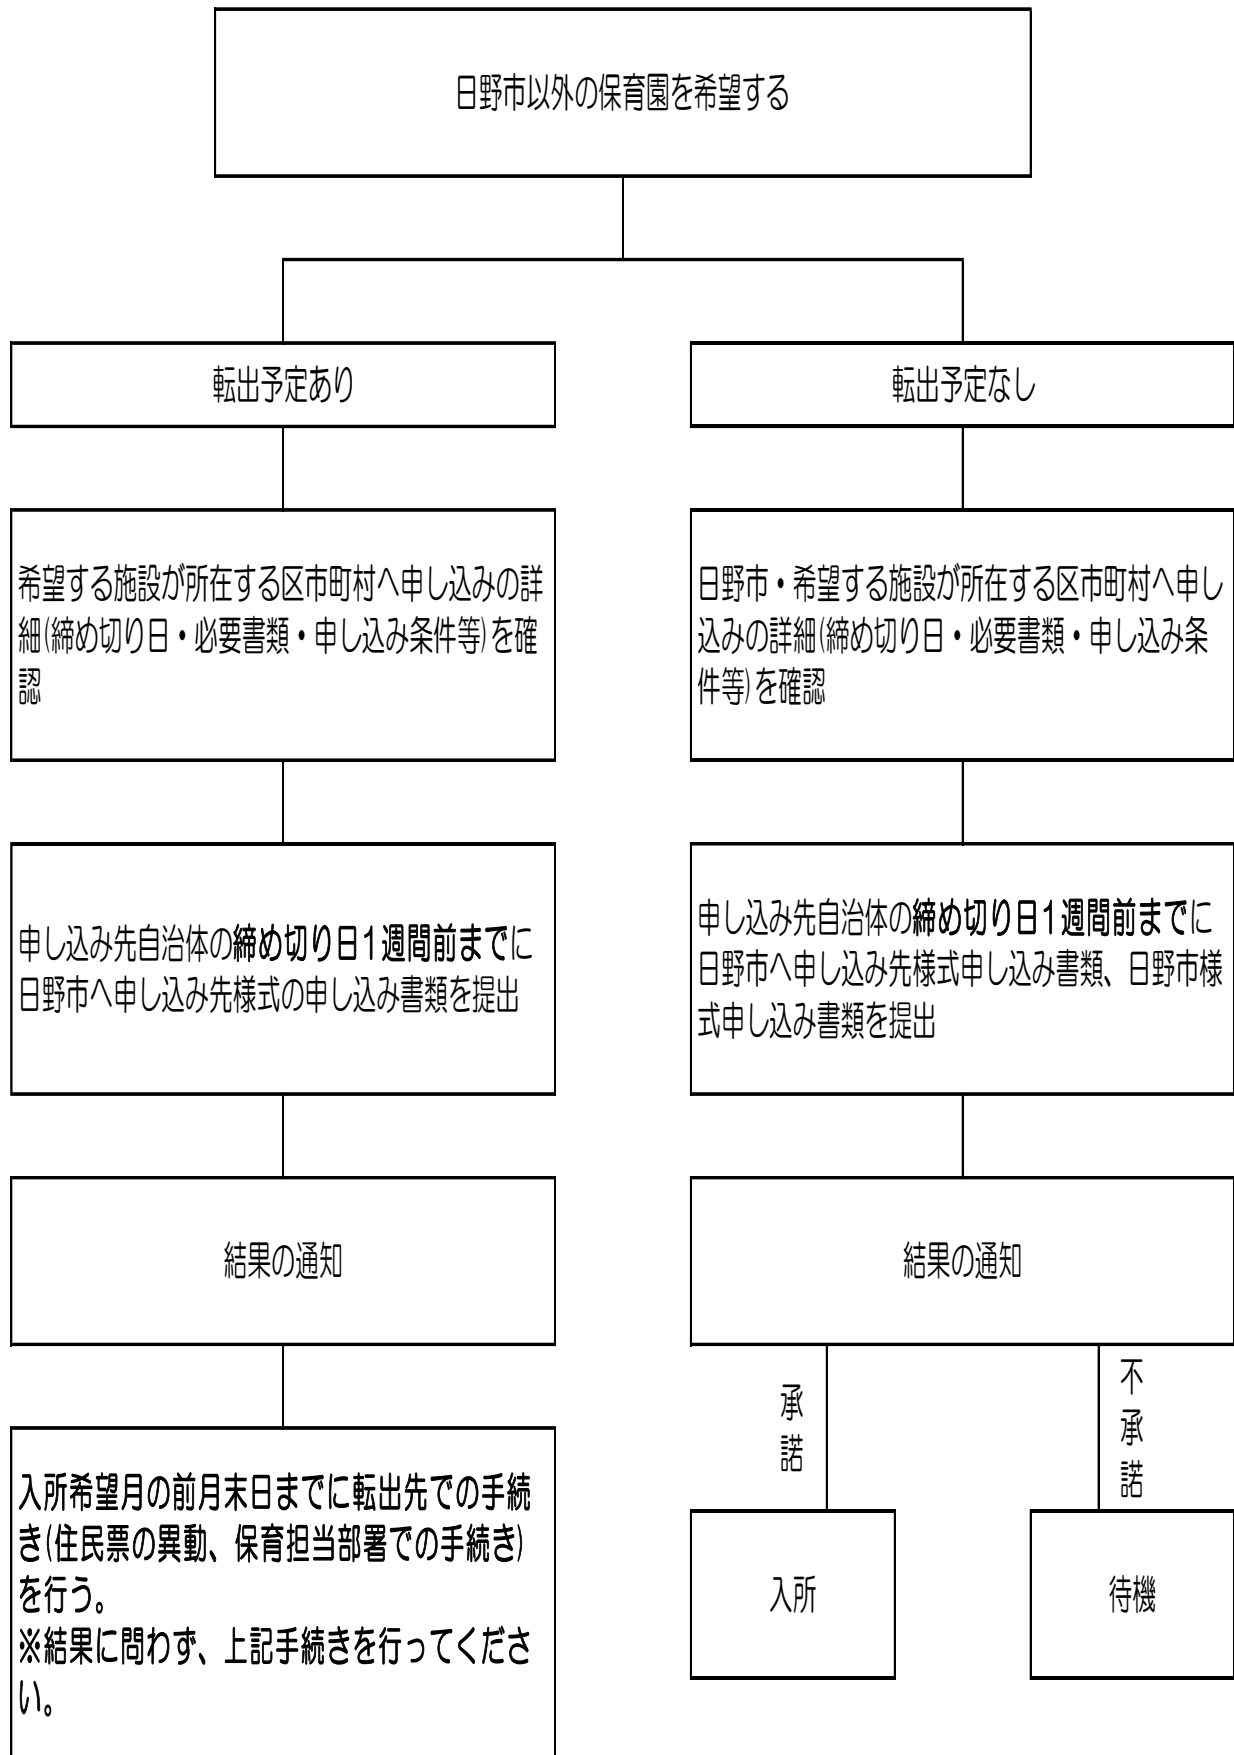 日野市以外の保育園を希望する
転出予定あり
転出予定なし
希望する施設が所在する区市町村へ申し込みの詳
細(締め切り日・必要書類・申し込み条件等)を確
認
日野市・希望する施設が所在する区市町村へ申し
込みの詳細(締め切り日・必要書類・申し込み条
件等)を確認
申し込み先自治体の締め切り日1週間前までに
日野市へ申し込み先様式の申し込み書類を提出
申し込み先自治体の締め切り日1週間前までに
日野市へ申し込み先様式申し込み書類、日野市様
式申し込み書類を提出
結果の通知
結果の通知
承諾
不承諾
入所希望月の前月末日までに転出先での手続
き(住民票の異動、保育担当部署での手続き)
を行う。
※結果に問わず、上記手続きを行ってくださ
い。
入所
待機